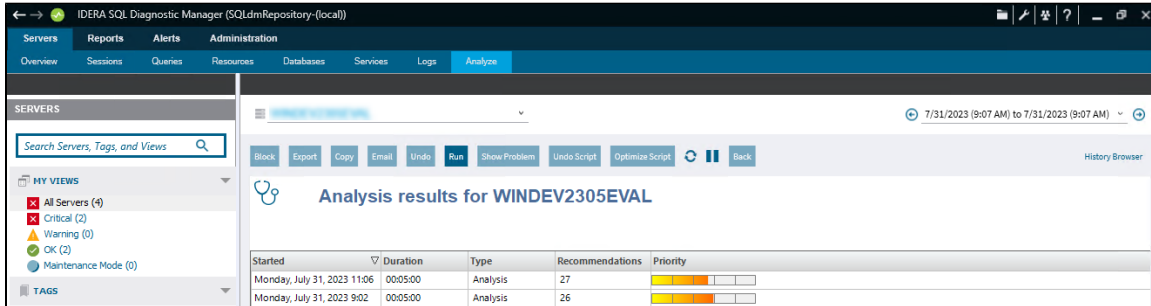 IDERA SQL Diagnostic Manager (SQLdmRepository-(local))
Servers Reports Alerts Administration
Overview Sessions Queries Resources Databases Services Logs Analyze
SERVERS
7/31/2023 (9:07 AM) to 7/31/2023 (9:07 AM)
Search Servers, Tags, and Views
Block Export Copy Email Undo Run Show Problem Undo Script Optimize Script Back History Browser
MY VIEWS
All Servers (4)
Critical (2)
Warning (0)
OK (2)
Maintenance Mode (0)
TAGS
Analysis results for WINDEV2305EVAL
Started Duration Type Recommendations Priority
Monday, July 31, 2023 11:06 00:05:00 Analysis 27
Monday, July 31, 2023 9:02 00:05:00 Analysis 26